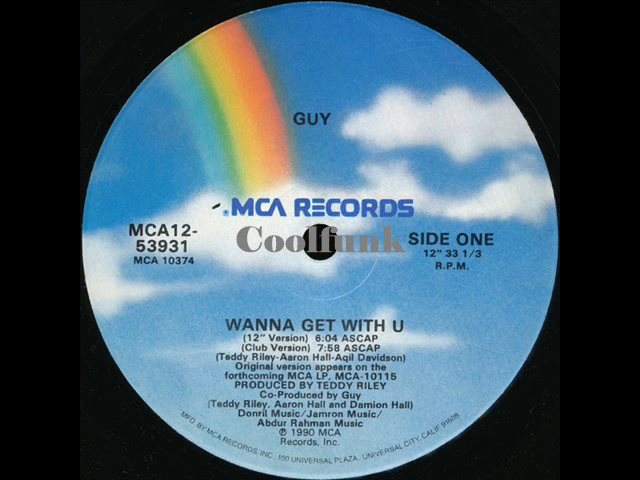 GUY
®MCA RECORDS
MCA12-
53931
MCA 10374
Coolfunk
SIDE ONE
12" 33 1/3
R.P.M.
WANNA GET WITH U
(12" Version) 6:04 ASCAP
(Club Version) 7:58 ASCAP
(Teddy Riley-Aaron Hall-Aqil Davidson)
Original version appears on the
forthcoming MCA LP, MCA-10115
PRODUCED BY TEDDY RILEY
Co-Produced by Guy
(Teddy Riley, Aaron Hall and Damion Hall)
Donril Music/Jamron Music/
Abdur Rahman Music
℗ 1990 MCA
Records, Inc.
MFD. BY MCA RECORDS, INC., 100 UNIVERSAL PLAZA, UNIVERSAL CITY, CALIF. 91608